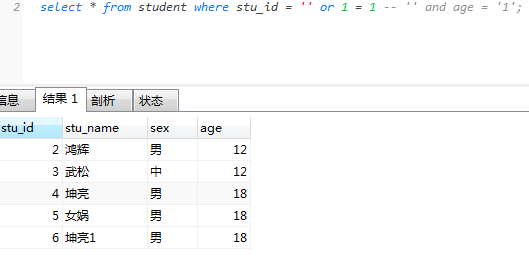 2 select * from student where stu_id = '' or 1 = 1 -- '' and age = '1';
信息 结果 1 剖析 状态
stu_id stu_name sex age
2 鸿辉 男 12
3 武松 中 12
4 坤亮 男 18
5 女娲 男 18
6 坤亮1 男 18